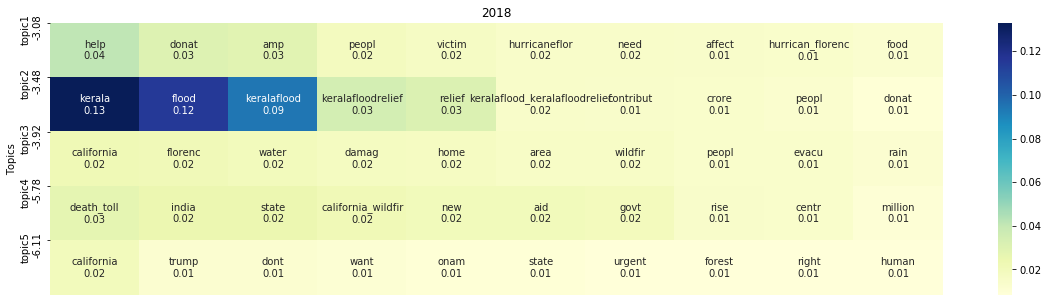 2018
topic1 -3.08
help donat amp peopl victim hurricaneflor need affect hurrican_florenc food
0.04 0.03 0.03 0.02 0.02 0.01 0.01 0.01 0.01 0.01
topic2 -3.48
kerala flood keralaflood keralafloodrelief relief keralaflood_keralafloodrelief contribut crore peopl donat
0.13 0.12 0.09 0.03 0.03 0.02 0.01 0.01 0.01 0.01
topic3 -3.92
california florenc water damag home area wildfir peopl evacu rain
0.02 0.02 0.02 0.02 0.02 0.02 0.01 0.01 0.01 0.01
topic4 -5.78
death_toll india state california_wildfir new aid govt rise centr million
0.03 0.02 0.02 0.02 0.02 0.02 0.02 0.01 0.01 0.01
topic5 -6.11
california trump dont want onam state urgent forest right human
0.02 0.01 0.01 0.01 0.01 0.01 0.01 0.01 0.01 0.01
Topics
0.12
0.10
0.08
0.06
0.04
0.02